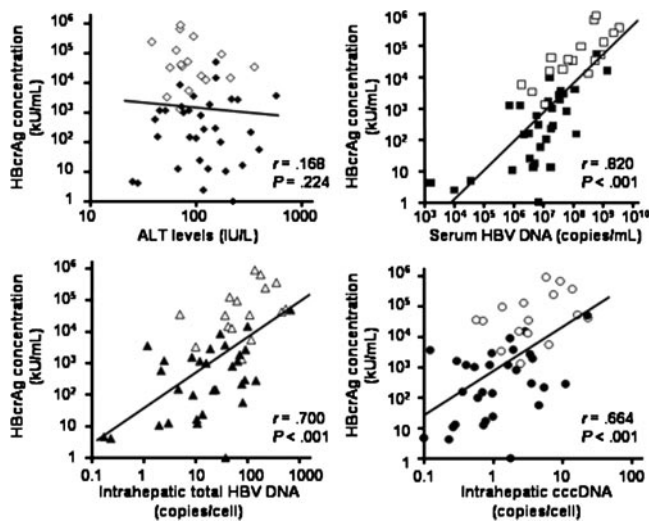 HBcrAg concentration
(kU/mL)
10⁶
10⁵
10⁴
10³
10²
10
1
10
100
1000
ALT levels (IU/L)
r = .168
P = .224
HBcrAg concentration
(kU/mL)
10⁶
10⁵
10⁴
10³
10²
10
1
10³
10⁴
10⁵
10⁶
10⁷
10⁸
10⁹
10¹⁰
Serum HBV DNA (copies/mL)
r = .820
P < .001
HBcrAg concentration
(kU/mL)
10⁶
10⁵
10⁴
10³
10²
10
1
0.1
1
10
100
1000
Intrahepatic total HBV DNA
(copies/cell)
r = .700
P < .001
HBcrAg concentration
(kU/mL)
10⁶
10⁵
10⁴
10³
10²
10
1
0.1
1
10
100
Intrahepatic cccDNA
(copies/cell)
r = .664
P < .001